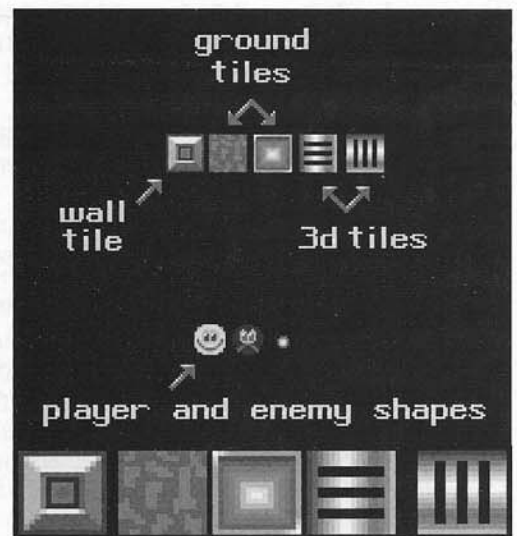 ground
tiles
wall
tile
3d tiles
player and enemy shapes